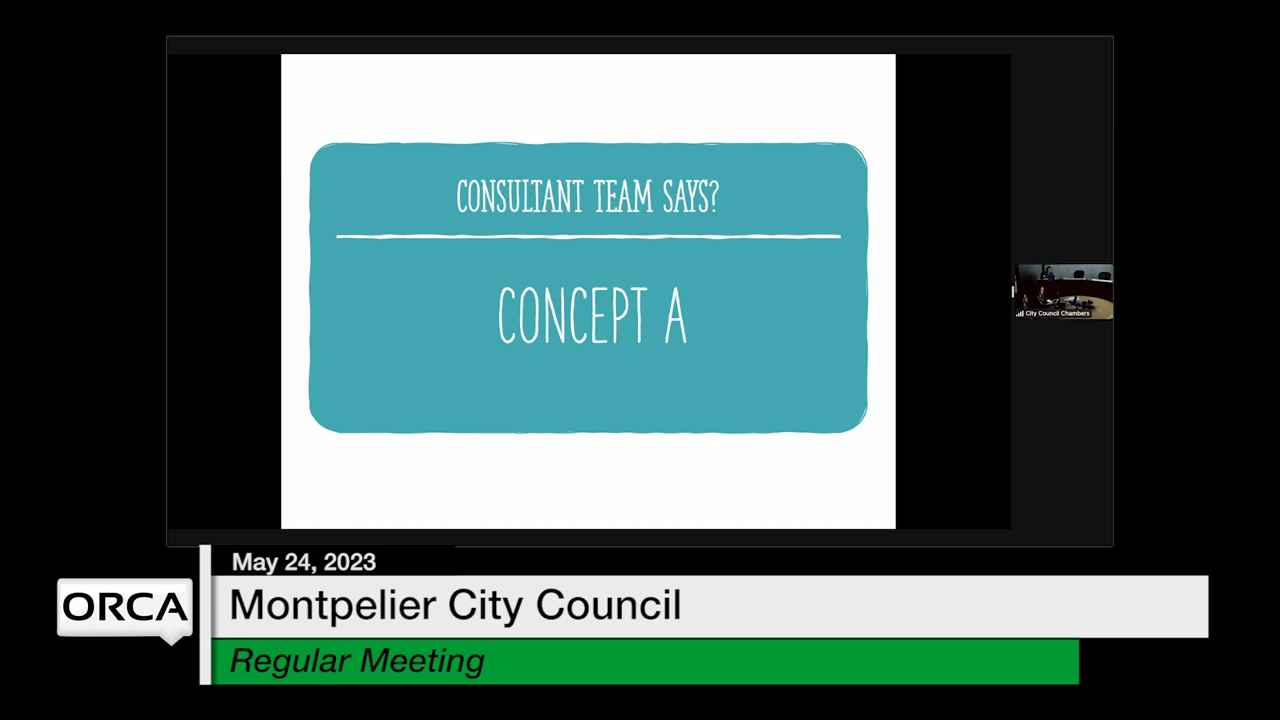 CONSULTANT TEAM SAYS?
CONCEPT A
City Council Chambers
May 24, 2023
ORCA
Montpelier City Council
Regular Meeting